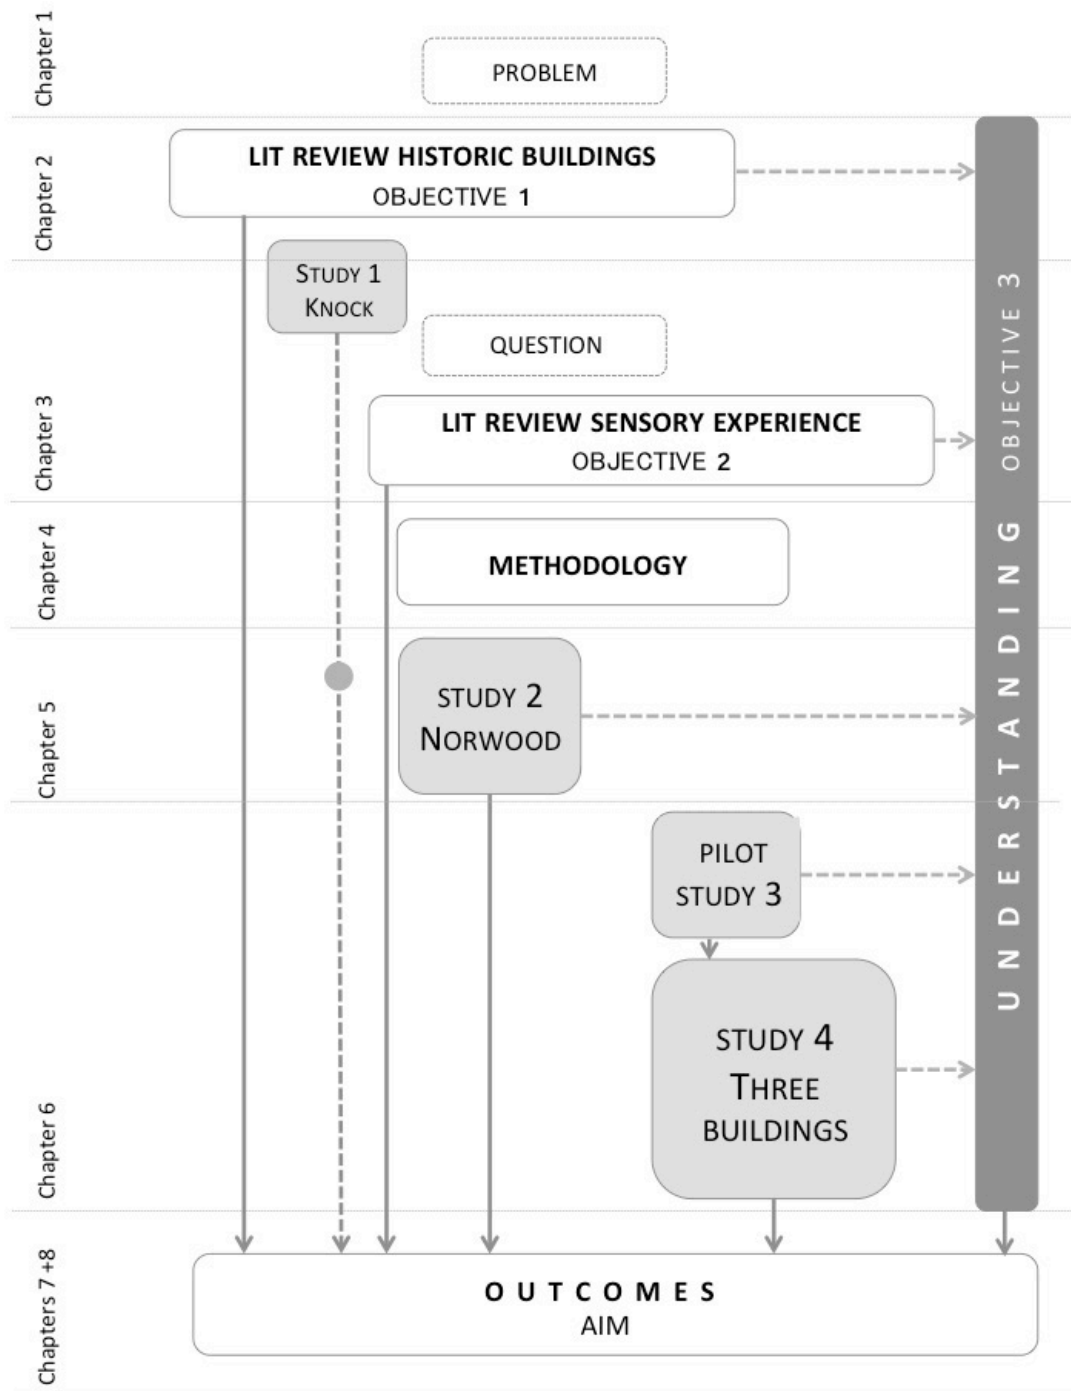 Chapter 1
PROBLEM
Chapter 2
LIT REVIEW HISTORIC BUILDINGS
OBJECTIVE 1
STUDY 1
KNOCK
QUESTION
Chapter 3
LIT REVIEW SENSORY EXPERIENCE
OBJECTIVE 2
Chapter 4
METHODOLOGY
Chapter 5
STUDY 2
NORWOOD
PILOT
STUDY 3
Chapter 6
STUDY 4
THREE
BUILDINGS
UNDERSTANDING OBJECTIVE 3
Chapters 7 +8
OUTCOMES
AIM